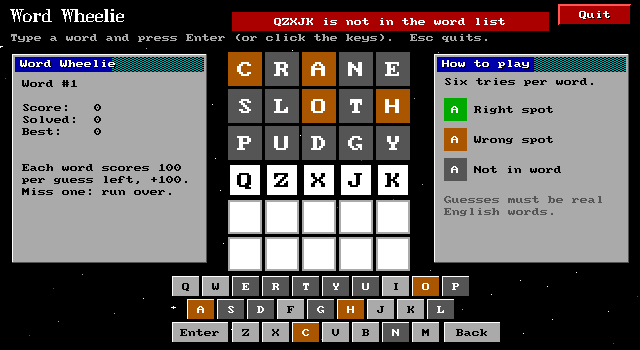 Word Wheelie
QZXJK is not in the word list
Quit
Type a word and press Enter (or click the keys). Esc quits.
Word Wheelie
Word #1
Score: 0
Solved: 0
Best: 0
Each word scores 100
per guess left, +100.
Miss one: run over.
C R A N E
S L O T H
P U D G Y
Q Z X J K
How to play
Six tries per word.
A Right spot
A Wrong spot
A Not in word
Guesses must be real
English words.
Q W E R T Y U I O P
A S D F G H J K L
Enter Z X C V B N M Back